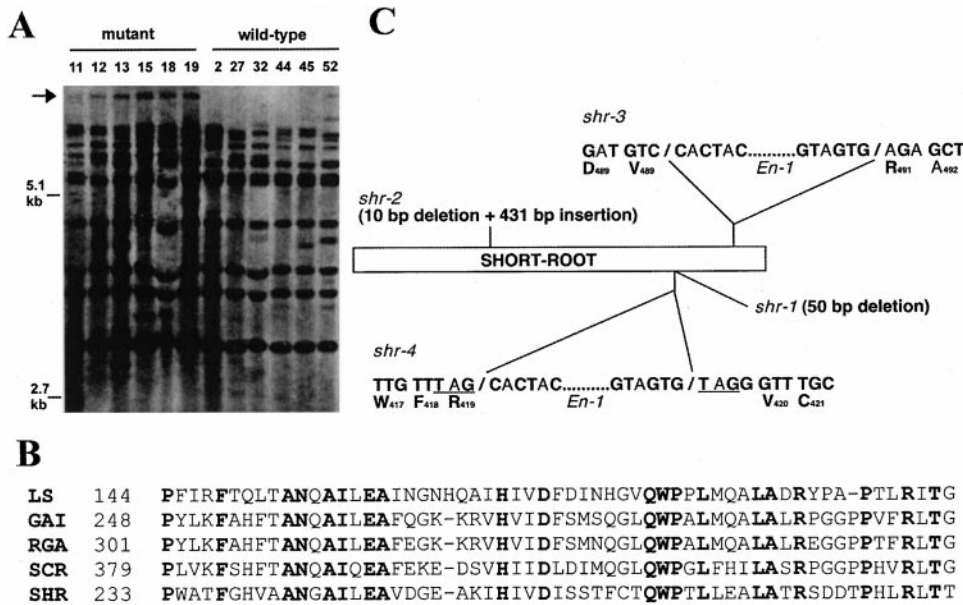 A
mutant wild-type
11 12 13 15 18 19 2 27 32 44 45 52
5.1
kb
2.7
kb
C
shr-3
GAT GTC / CACTAC..........GTAGTG / AGA GCT
D489 V489 En-1 R491 A492
shr-2
(10 bp deletion + 431 bp insertion)
SHORT-ROOT
shr-1 (50 bp deletion)
shr-4
TTG TTTTAG / CACTAC..........GTAGTG / TAGG GTT TGC
W417 F418 R419 En-1 V420 C421
B
LS 144 PFIRFTQLTANQAILEAINGNHQAIHIVDFDINHGVQWPPLMQALADRYPA-PTLRITG
GAI 248 PYLKFAHFTANQAILEAFQGK-KRVHVIDFSMSQGLQWPALMQALALRPGGPPVFRLTG
RGA 301 PYLKFAHFTANQAILEAFEGK-KRVHVIDFSMNQGLQWPALMQALALREGGPPTFRLTG
SCR 379 PLVKFSHFTANQAIQEAFEKE-DSVHIIDLDIMQGLQWPGLFHILASRPGGPPHVRLTG
SHR 233 PWATFGHVAANGAILEAVDGE-AKIHIVDISSTFCTQWPTLLEALATRSDDTPHLRLTT